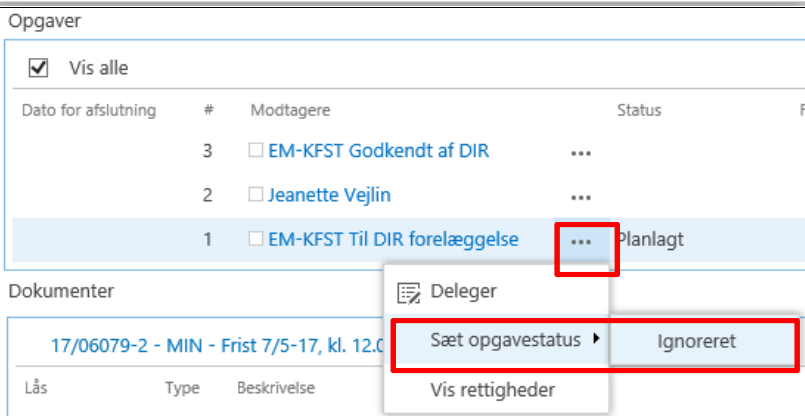 Opgaver
Vis alle
Dato for afslutning # Modtagere Status F
3 EM-KFST Godkendt af DIR ...
2 Jeanette Vejlin ...
1 EM-KFST Til DIR forelæggelse ... Planlagt
Dokumenter
Deleger
17/06079-2 - MIN - Frist 7/5-17, kl. 12.0
Sæt opgavestatus Ignoreret
Lås Type Beskrivelse
Vis rettigheder